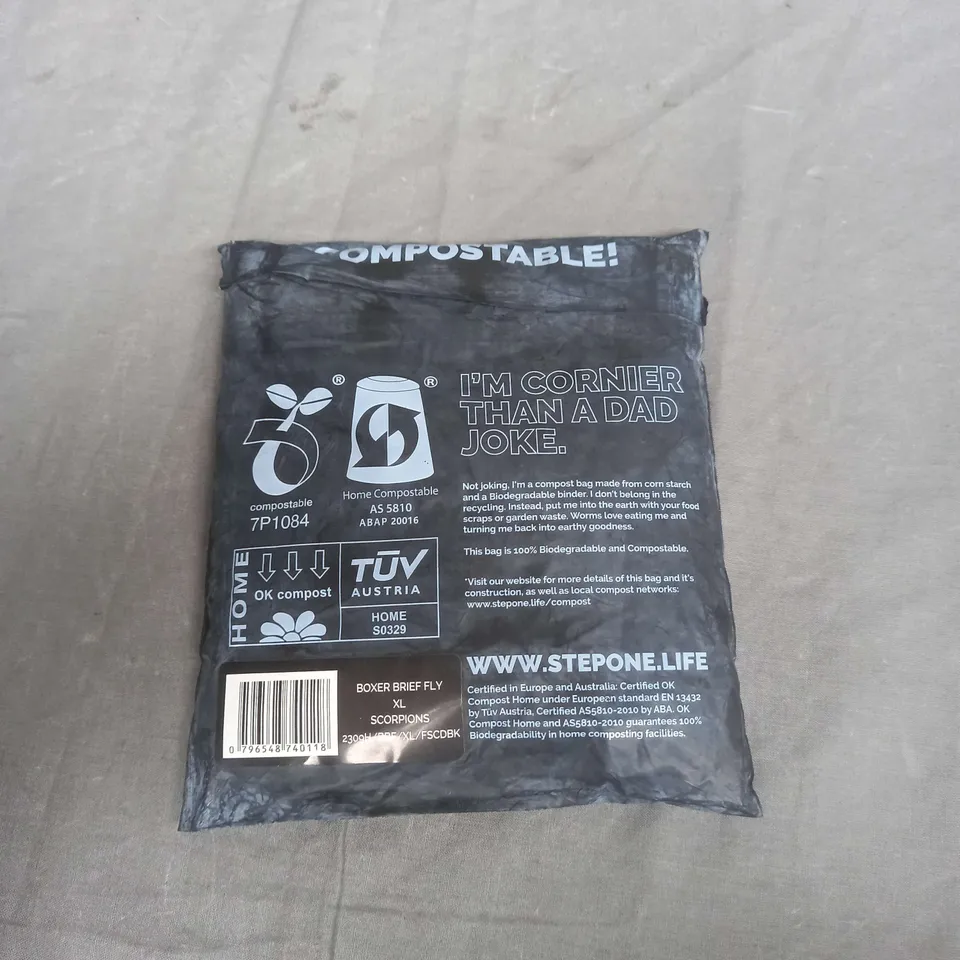 OMPOSTABLE!
®
®
compostable
7P1084
Home Compostable
AS 5810
ABAP 20016
I'M CORNIER
THAN A DAD
JOKE.
Not joking, I'm a compost bag made from corn starch
and a Biodegradable binder. I don't belong in the
recycling. Instead, put me into the earth with your food
scraps or garden waste. Worms love eating me and
turning me back into earthy goodness.
This bag is 100% Biodegradable and Compostable.
*Visit our website for more details of this bag and it's
construction, as well as local compost networks:
www.stepone.life/compost
HOME
OK compost
TÜV
AUSTRIA
HOME
S0329
WWW.STEPONE.LIFE
Certified in Europe and Australia: Certified OK
Compost Home under European standard EN 13432
by Tüv Austria, Certified AS5810-2010 by ABA. OK
Compost Home and AS5810-2010 guarantees 100%
Biodegradability in home composting facilities.
BOXER BRIEF FLY
XL
SCORPIONS
/XL/FSCDBK
0 796548 740118